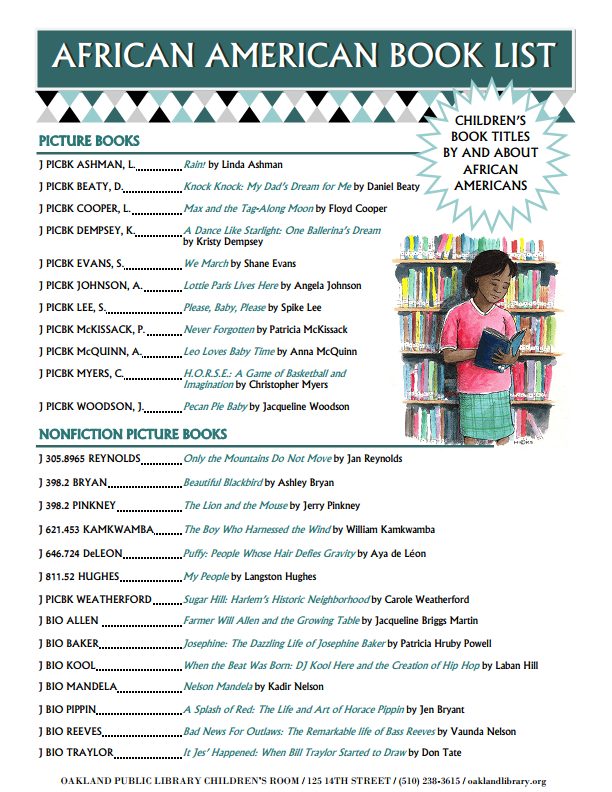 AFRICAN AMERICAN BOOK LIST
CHILDREN'S
BOOK TITLES
BY AND ABOUT
AFRICAN
AMERICANS
PICTURE BOOKS
J PICBK ASHMAN, L. Rain! by Linda Ashman
J PICBK BEATY, D. Knock Knock: My Dad's Dream for Me by Daniel Beaty
J PICBK COOPER, L. Max and the Tag-Along Moon by Floyd Cooper
J PICBK DEMPSEY, K. A Dance Like Starlight: One Ballerina's Dream
by Kristy Dempsey
J PICBK EVANS, S. We March by Shane Evans
J PICBK JOHNSON, A. Lottie Paris Lives Here by Angela Johnson
J PICBK LEE, S. Please, Baby, Please by Spike Lee
J PICBK McKISSACK, P. Never Forgotten by Patricia McKissack
J PICBK McQUINN, A. Leo Loves Baby Time by Anna McQuinn
J PICBK MYERS, C. H.O.R.S.E.: A Game of Basketball and
Imagination by Christopher Myers
J PICBK WOODSON, J. Pecan Pie Baby by Jacqueline Woodson
HICKS
NONFICTION PICTURE BOOKS
J 305.8965 REYNOLDS Only the Mountains Do Not Move by Jan Reynolds
J 398.2 BRYAN Beautiful Blackbird by Ashley Bryan
J 398.2 PINKNEY The Lion and the Mouse by Jerry Pinkney
J 621.453 KAMKWAMBA The Boy Who Harnessed the Wind by William Kamkwamba
J 646.724 DeLEON Puffy: People Whose Hair Defies Gravity by Aya de Léon
J 811.52 HUGHES My People by Langston Hughes
J PICBK WEATHERFORD Sugar Hill: Harlem's Historic Neighborhood by Carole Weatherford
J BIO ALLEN Farmer Will Allen and the Growing Table by Jacqueline Briggs Martin
J BIO BAKER Josephine: The Dazzling Life of Josephine Baker by Patricia Hruby Powell
J BIO KOOL When the Beat Was Born: DJ Kool Here and the Creation of Hip Hop by Laban Hill
J BIO MANDELA Nelson Mandela by Kadir Nelson
J BIO PIPPIN A Splash of Red: The Life and Art of Horace Pippin by Jen Bryant
J BIO REEVES Bad News For Outlaws: The Remarkable life of Bass Reeves by Vaunda Nelson
J BIO TRAYLOR It Jes' Happened: When Bill Traylor Started to Draw by Don Tate
OAKLAND PUBLIC LIBRARY CHILDREN'S ROOM / 125 14TH STREET / (510) 238-3615 / oaklandlibrary.org